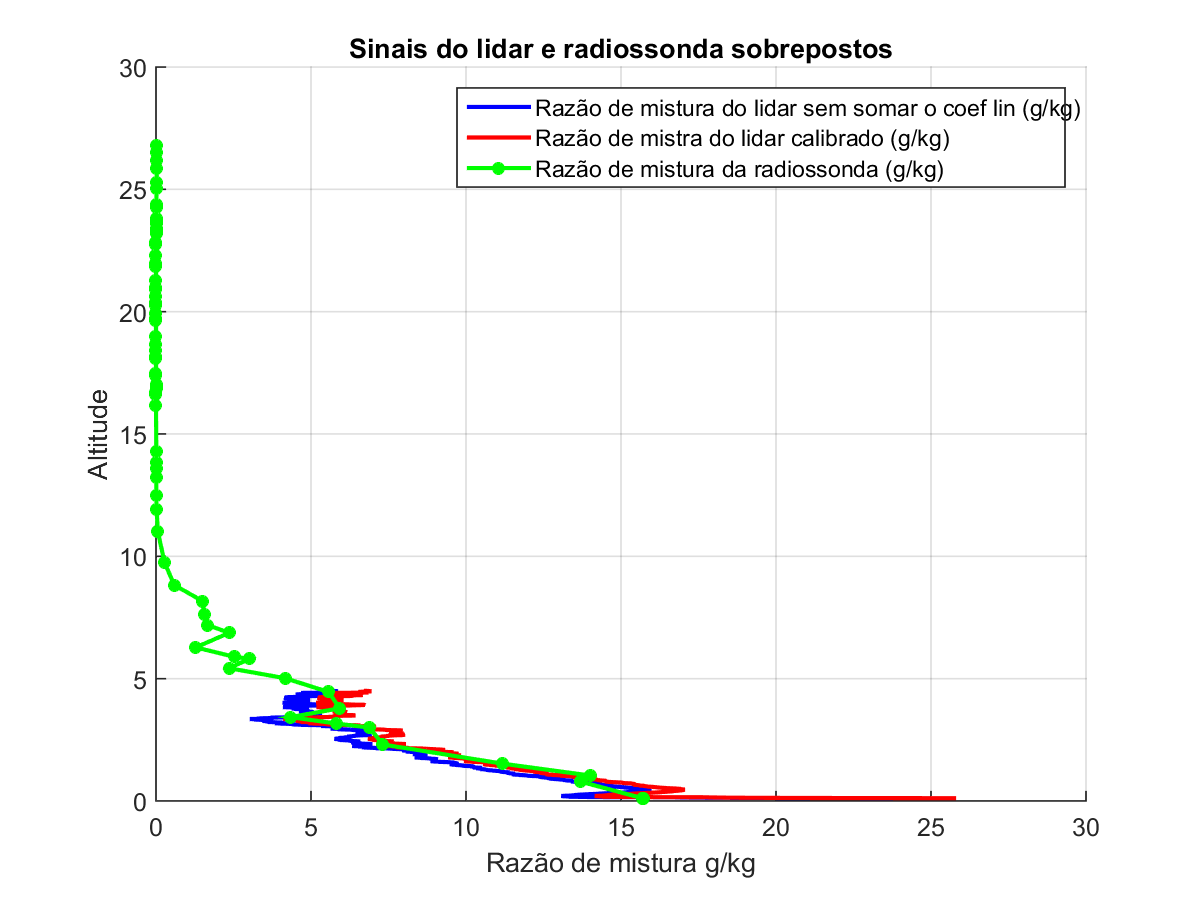 Sinais do lidar e radiossonda sobrepostos
Razão de mistura do lidar sem somar o coef lin (g/kg)
Razão de mistra do lidar calibrado (g/kg)
Razão de mistura da radiossonda (g/kg)
30
25
20
15
10
5
0
Altitude
0 5 10 15 20 25 30
Razão de mistura g/kg